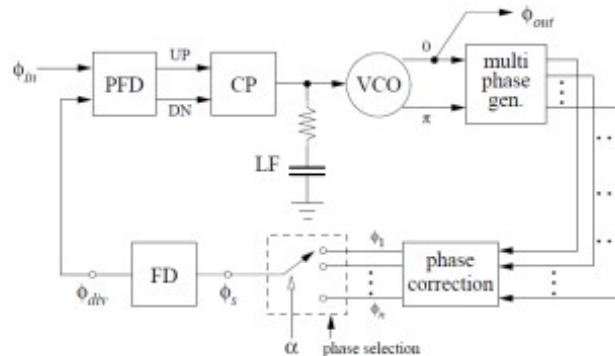 ϕin
PFD
UP
DN
CP
LF
VCO
0
π
ϕout
multi
phase
gen.
ϕdiv
FD
ϕs
α
phase selection
ϕ1
ϕn
phase
correction